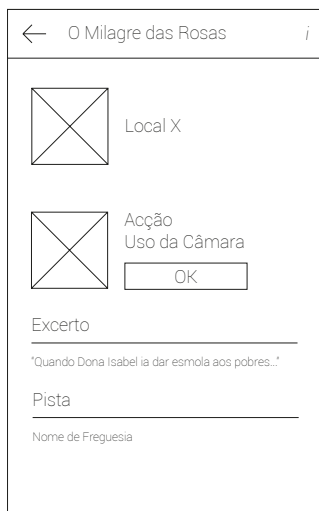 O Milagre das Rosas i
Local X
Acção
Uso da Câmara
OK
Excerto
"Quando Dona Isabel ia dar esmola aos pobres..."
Pista
Nome de Freguesia